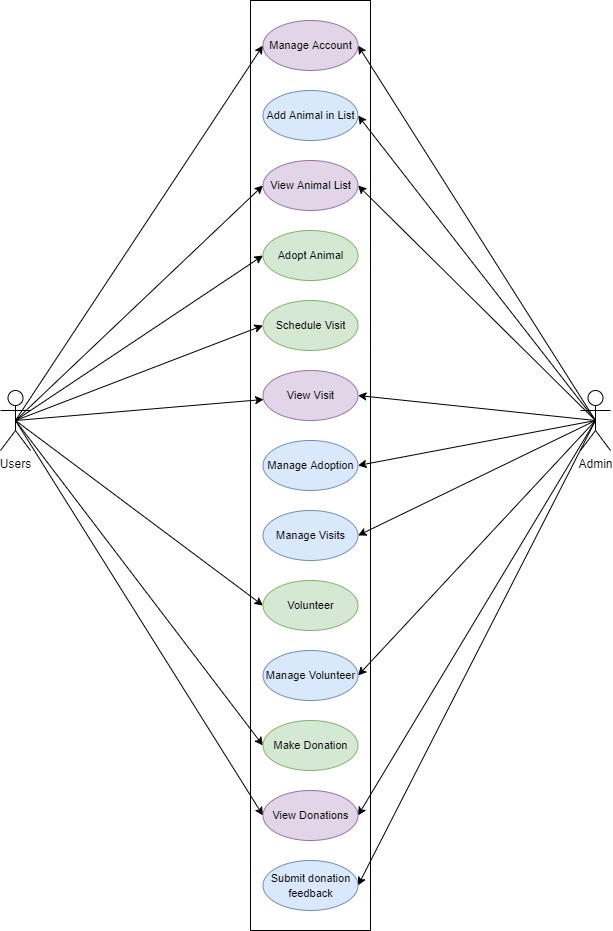 Manage Account
Add Animal in List
View Animal List
Adopt Animal
Schedule Visit
View Visit
Users
Admin
Manage Adoption
Manage Visits
Volunteer
Manage Volunteer
Make Donation
View Donations
Submit donation
feedback